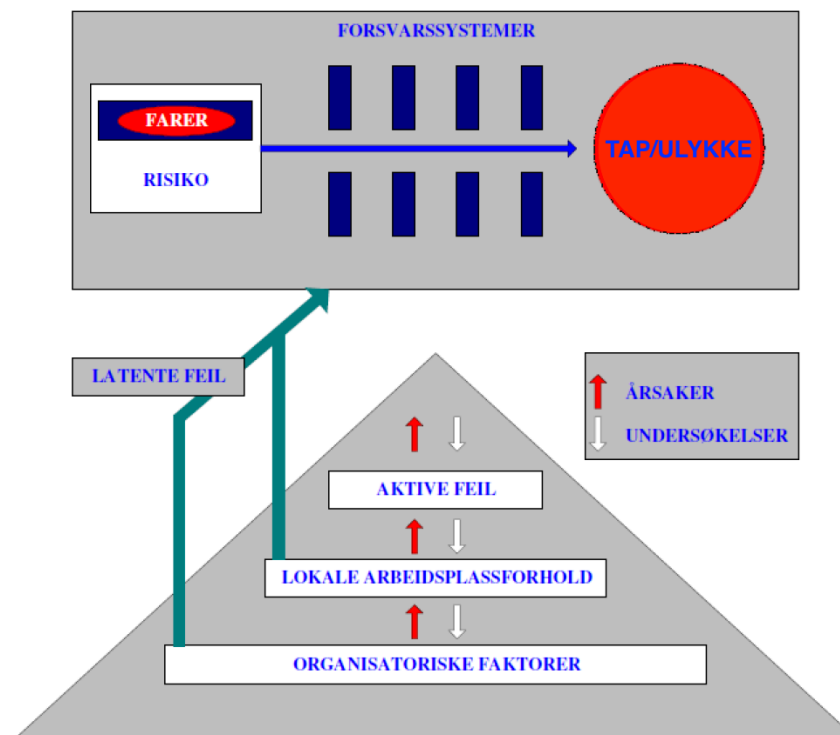 FORSVARSSYSTEMER
FARER
RISIKO
TAP/ULYKKE
LATENTE FEIL
ÅRSAKER
UNDERSØKELSER
AKTIVE FEIL
LOKALE ARBEIDSPLASSFORHOLD
ORGANISATORISKE FAKTORER